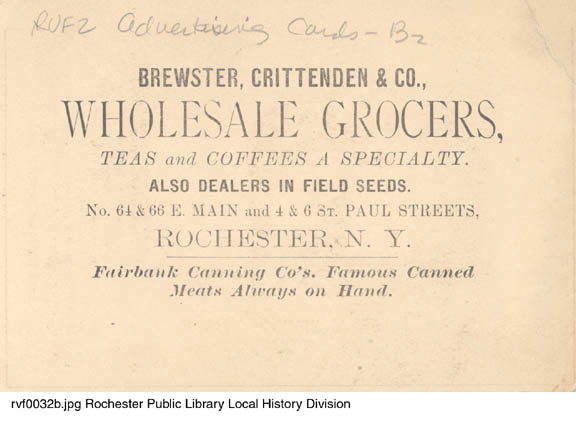 RVF2 Advertising Cards - B2
BREWSTER, CRITTENDEN & CO.,
WHOLESALE GROCERS,
TEAS and COFFEES A SPECIALTY.
ALSO DEALERS IN FIELD SEEDS.
No. 64 & 66 E. MAIN and 4 & 6 St. PAUL STREETS,
ROCHESTER, N. Y.
Fairbank Canning Co's. Famous Canned
Meats Always on Hand.
rvf0032b.jpg Rochester Public Library Local History Division